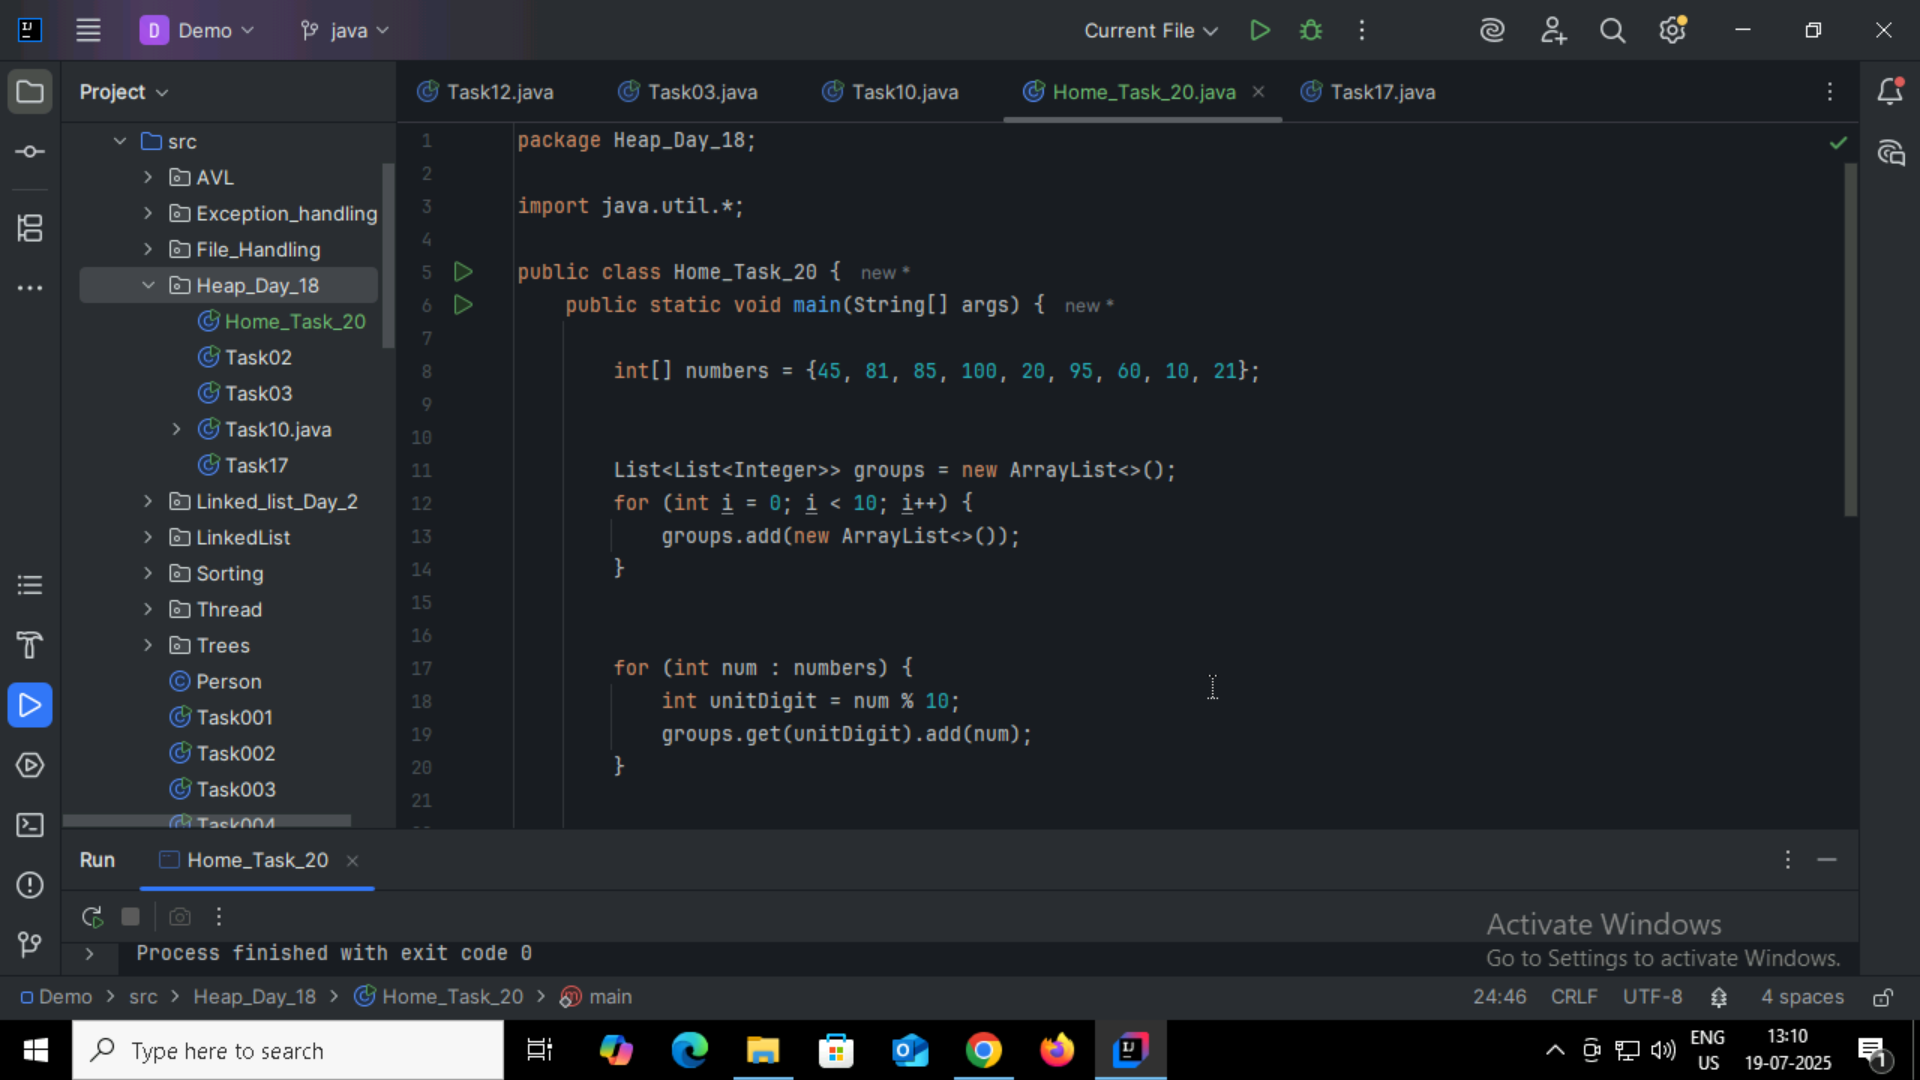 D Demo java Current File
Project
Task12.java Task03.java Task10.java Home_Task_20.java Task17.java
src
AVL
Exception_handling
File_Handling
Heap_Day_18
Home_Task_20
Task02
Task03
Task10.java
Task17
Linked_list_Day_2
LinkedList
Sorting
Thread
Trees
Person
Task001
Task002
Task003
Task004
1 package Heap_Day_18;
2
3 import java.util.*;
4
5 public class Home_Task_20 { new *
6 public static void main(String[] args) { new *
7
8 int[] numbers = {45, 81, 85, 100, 20, 95, 60, 10, 21};
9
10
11 List<List<Integer>> groups = new ArrayList<>();
12 for (int i = 0; i < 10; i++) {
13 groups.add(new ArrayList<>());
14 }
15
16
17 for (int num : numbers) {
18 int unitDigit = num % 10;
19 groups.get(unitDigit).add(num);
20 }
21
Run Home_Task_20
Process finished with exit code 0
Activate Windows
Go to Settings to activate Windows.
Demo > src > Heap_Day_18 > Home_Task_20 > main 24:46 CRLF UTF-8 4 spaces
Type here to search
ENG
US
13:10
19-07-2025
1